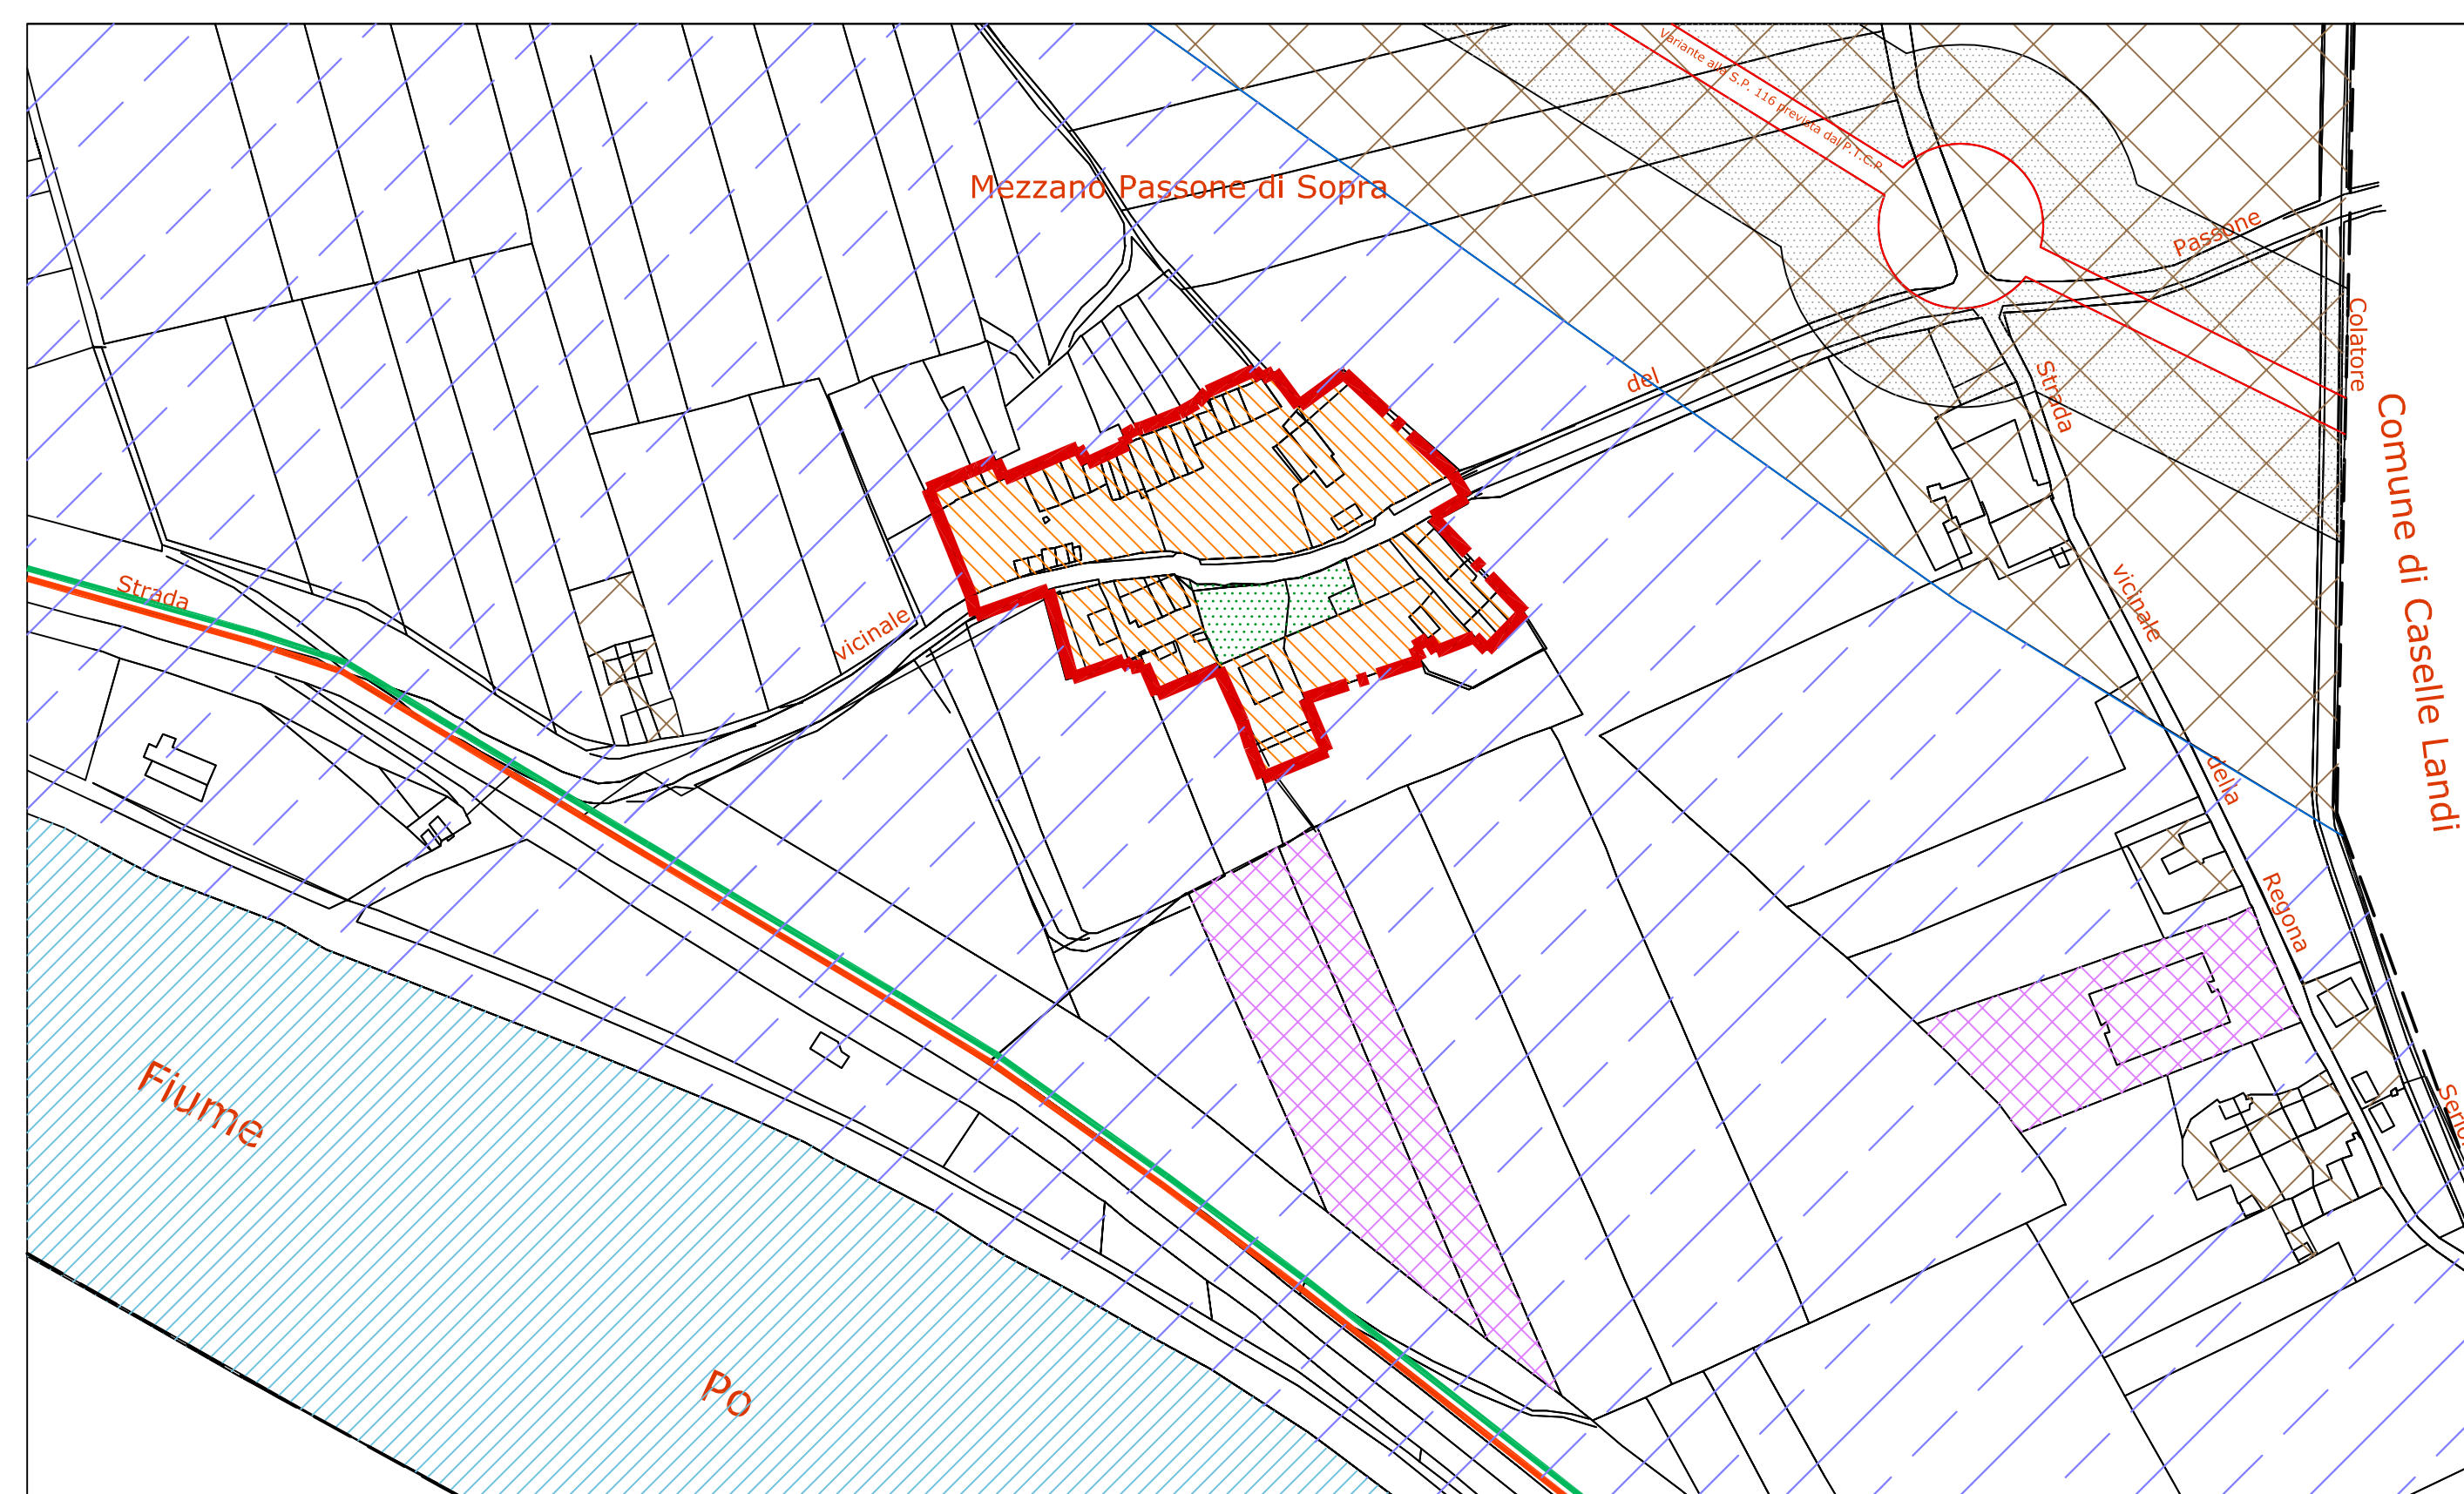 Variante alla S.P. 116 prevista dal P.T.C.P.
Mezzano Passone di Sopra
Passone
Colatore
del
Strada
Comune di Caselle Landi
Strada
vicinale
vicinale
della
Regona
Fiume
Po